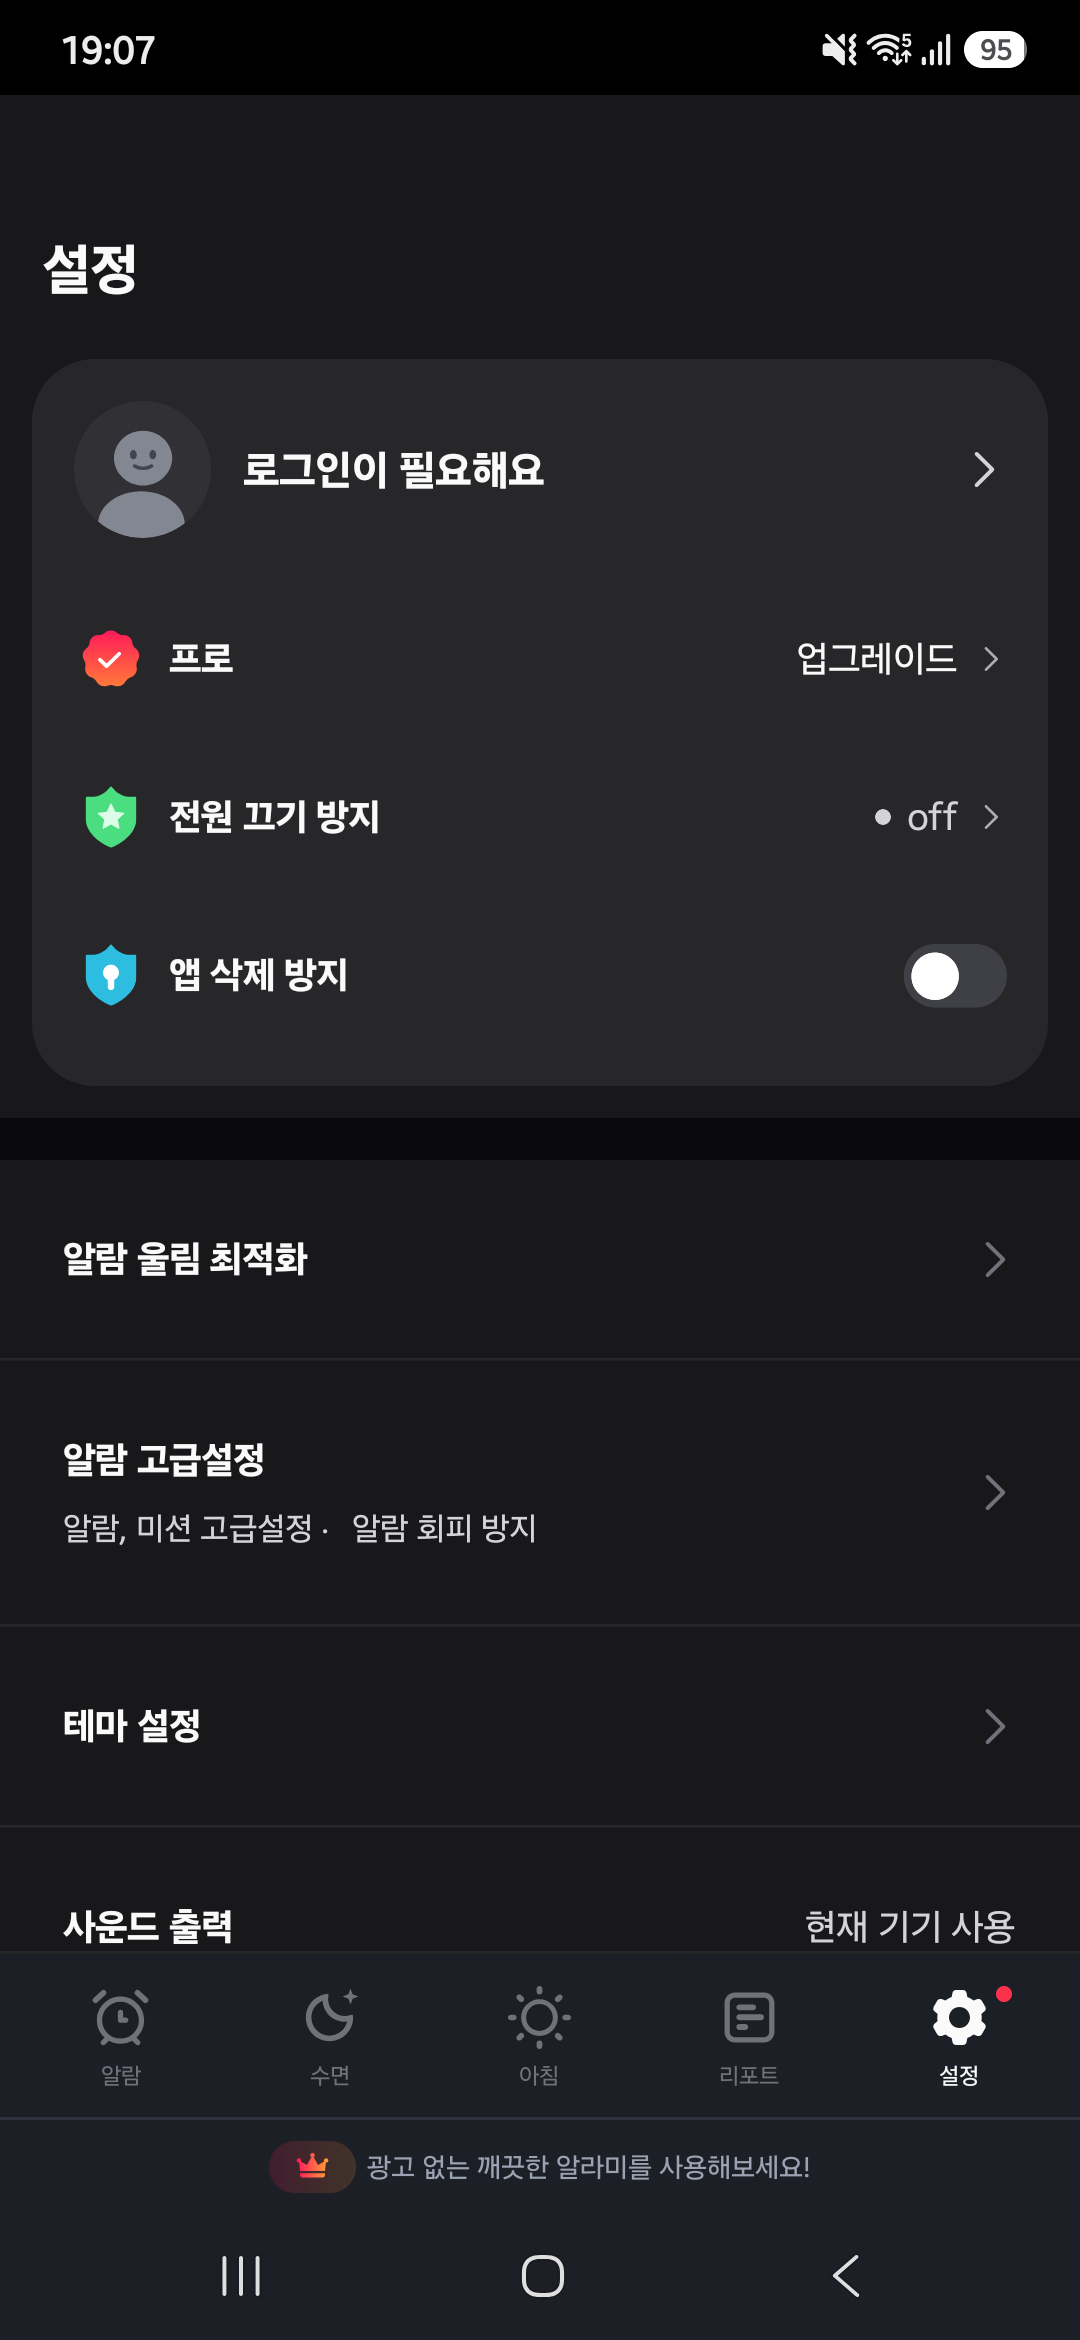 19:07
5
95
설정
로그인이 필요해요
프로
업그레이드
전원 끄기 방지
off
앱 삭제 방지
알람 울림 최적화
알람 고급설정
알람, 미션 고급설정 · 알람 회피 방지
테마 설정
사운드 출력
현재 기기 사용
알람
수면
아침
리포트
설정
광고 없는 깨끗한 알라미를 사용해보세요!